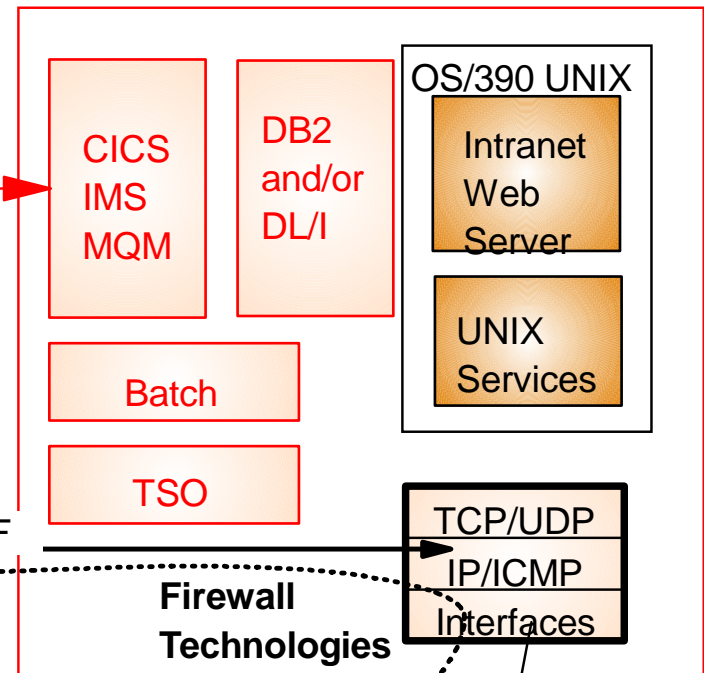 CICS
IMS
MQM
DB2
and/or
DL/I
OS/390 UNIX
Intranet
Web
Server
UNIX
Services
Batch
TSO
TCP/UDP
IP/ICMP
Interfaces
Firewall
Technologies